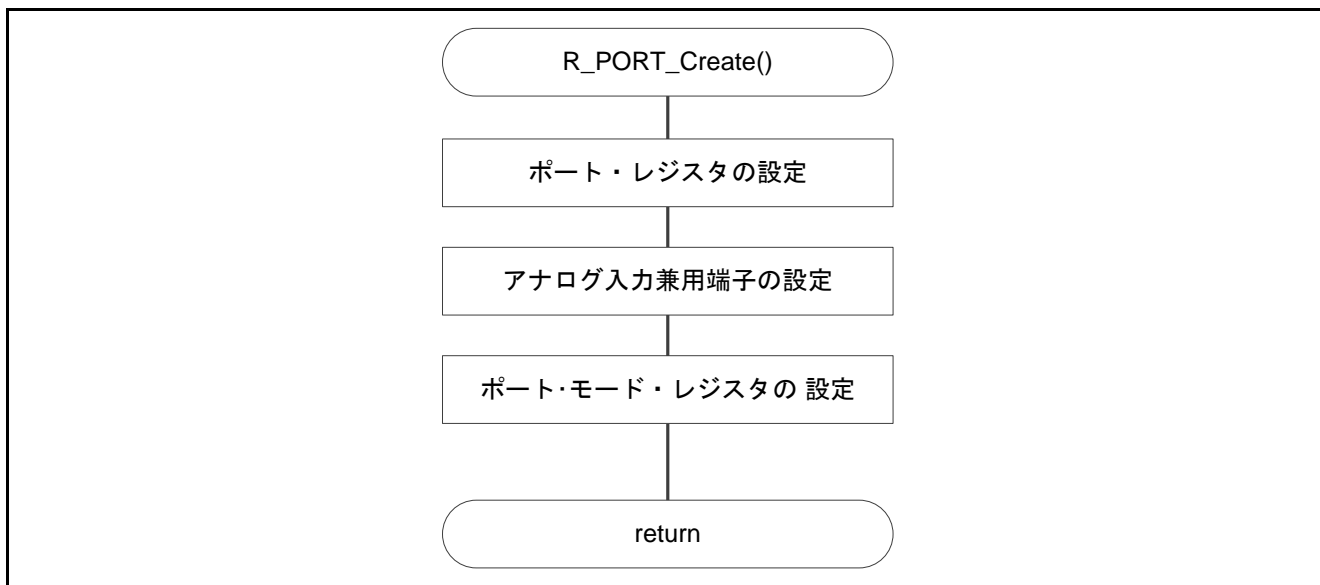 R_PORT_Create()
ポート・レジスタの設定
アナログ入力兼用端子の設定
ポート･モード・レジスタの 設定
return